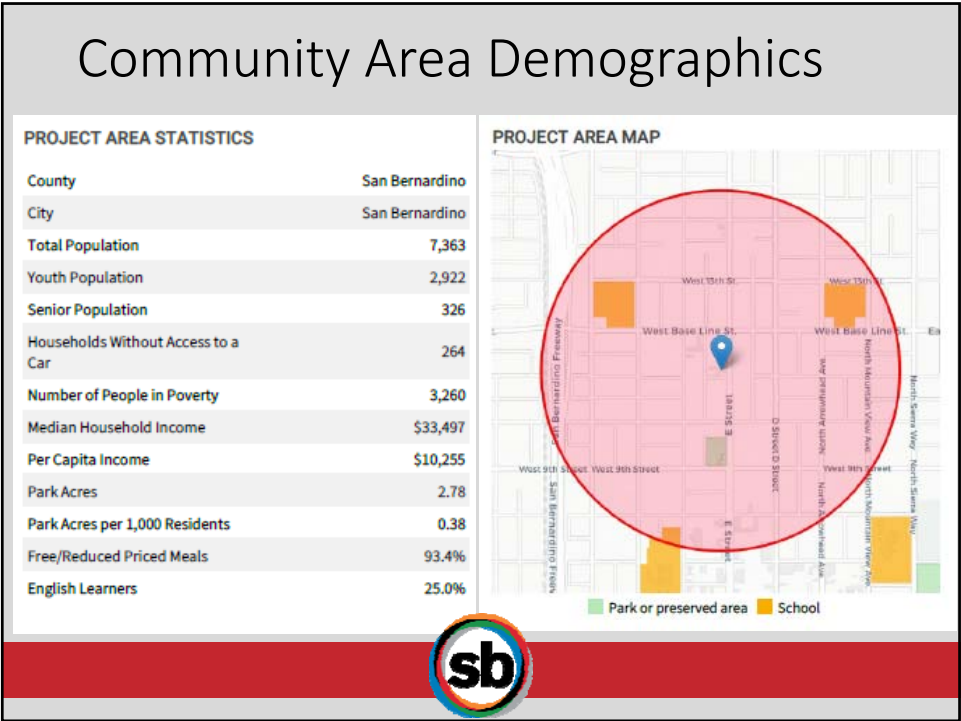 Community Area Demographics
PROJECT AREA STATISTICS
County San Bernardino
City San Bernardino
Total Population 7,363
Youth Population 2,922
Senior Population 326
Households Without Access to a
Car 264
Number of People in Poverty 3,260
Median Household Income $33,497
Per Capita Income $10,255
Park Acres 2.78
Park Acres per 1,000 Residents 0.38
Free/Reduced Priced Meals 93.4%
English Learners 25.0%
PROJECT AREA MAP
West 15th St.
West 15th St.
West Base Line St.
West Base Line St.
Ea
San Bernardino Freeway
E Street
D Street D Street
North Arrowhead Ave.
North Mountain View Ave.
North Sierra Way
West 9th Street
West 9th Street
West 9th Street
San Bernardino Freew
E Street
North Arrowhead Ave.
North Mountain View Ave.
North Sierra Way
Park or preserved area
School
sb